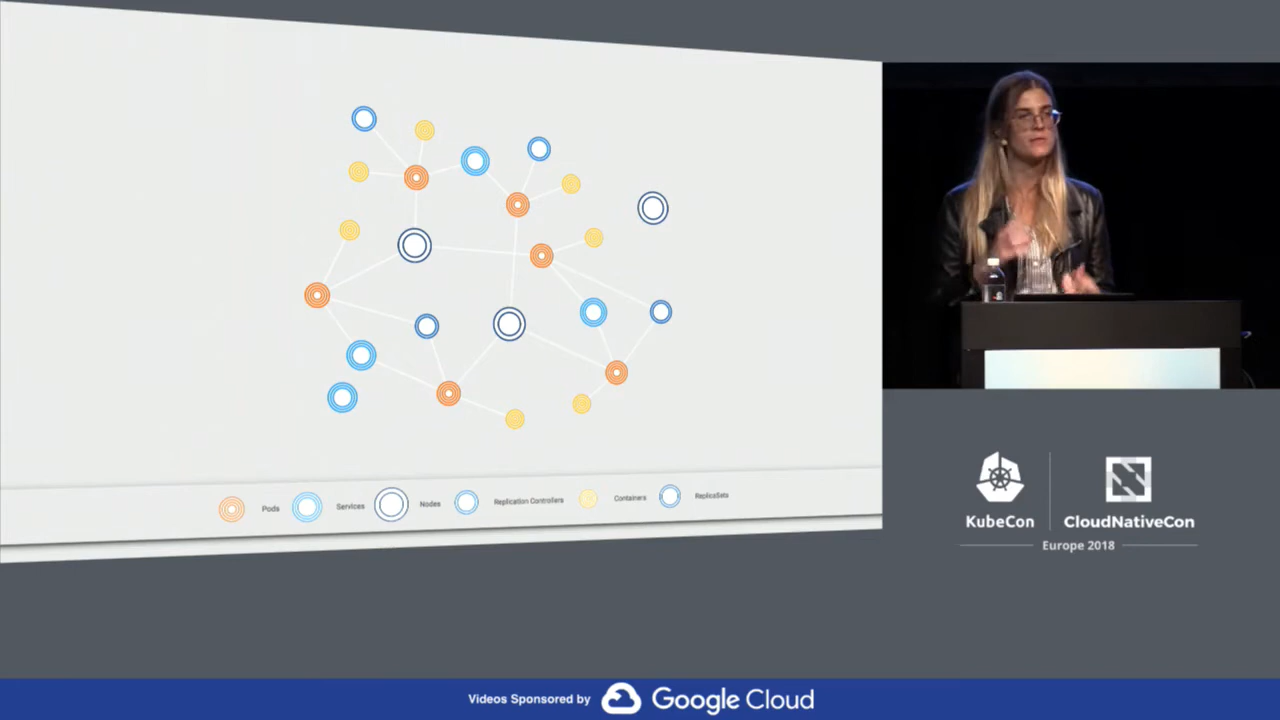 Pods Services Nodes Replication Controllers Containers ReplicaSets
KubeCon
CloudNativeCon
Europe 2018
Videos Sponsored by Google Cloud